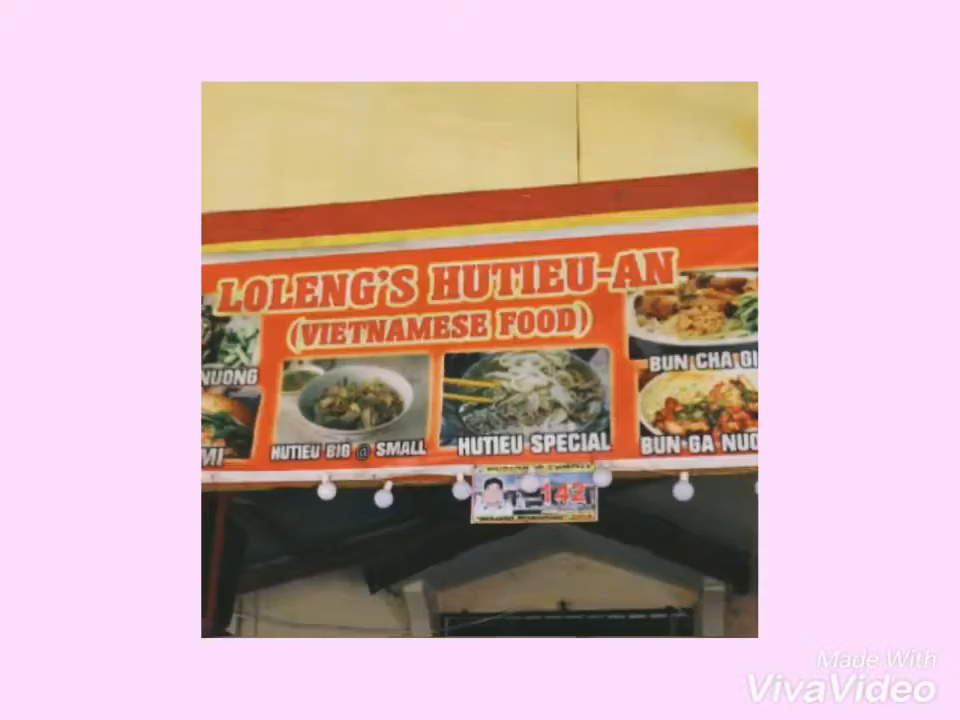 LOLENG'S HUTIEU-AN
(VIETNAMESE FOOD)
NUONG
MI
HUTIEU BIG @ SMALL
HUTIEU SPECIAL
BUN CHA GI
BUN GA NUO
142
Made With
VivaVideo